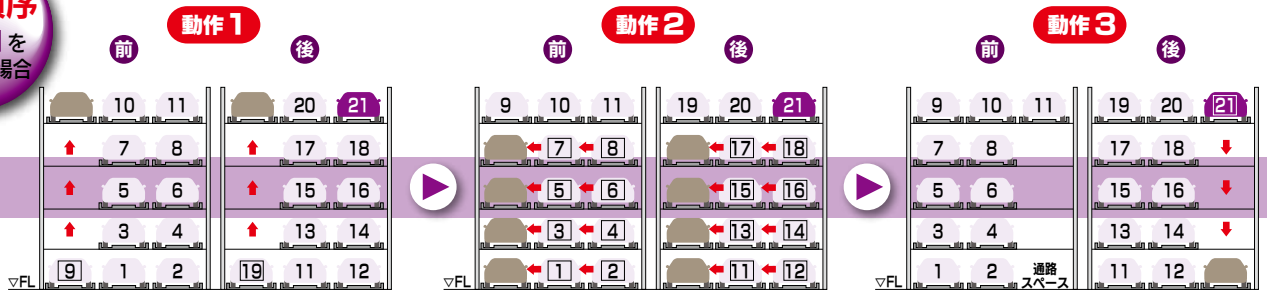 順序
を
場合
動作1
前 後
10 11 20 21
7 8 17 18
5 6 15 16
3 4 13 14
▽FL 9 1 2 19 11 12
動作2
前 後
9 10 11 19 20 21
7 8 17 18
5 6 15 16
3 4 13 14
▽FL 1 2 11 12
動作3
前 後
9 10 11 19 20 21
7 8 17 18
5 6 15 16
3 4 13 14
▽FL 1 2 通路 11 12
スペース